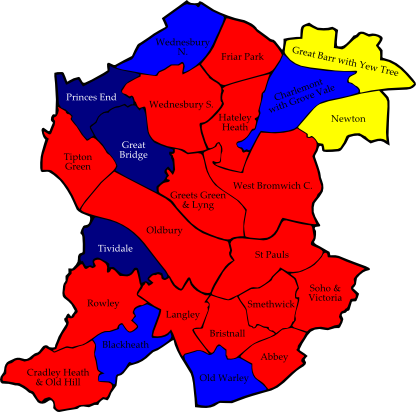 Wednesbury
N.
Friar Park
Great Barr with Yew Tree
Charlemont
with Grove Vale
Princes End
Wednesbury S.
Hateley
Heath
Newton
Great
Bridge
Tipton
Green
West Bromwich C.
Greets Green
& Lyng
Oldbury
Tividale
St Pauls
Soho &
Victoria
Rowley
Langley
Smethwick
Bristnall
Blackheath
Abbey
Cradley Heath
& Old Hill
Old Warley